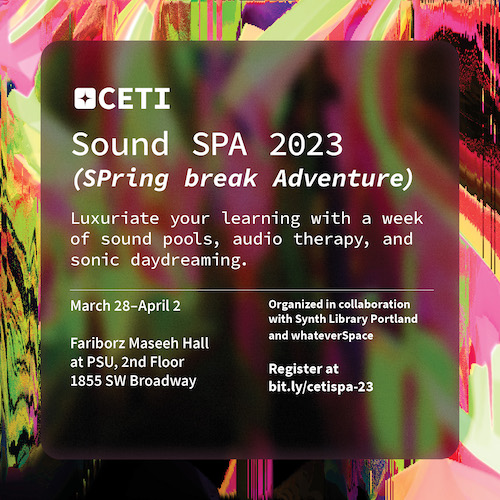 CETI
Sound SPA 2023
(SPring break Adventure)
Luxuriate your learning with a week
of sound pools, audio therapy, and
sonic daydreaming.
March 28–April 2
Fariborz Maseeh Hall
at PSU, 2nd Floor
1855 SW Broadway
Organized in collaboration
with Synth Library Portland
and whateverSpace
Register at
bit.ly/cetispa-23